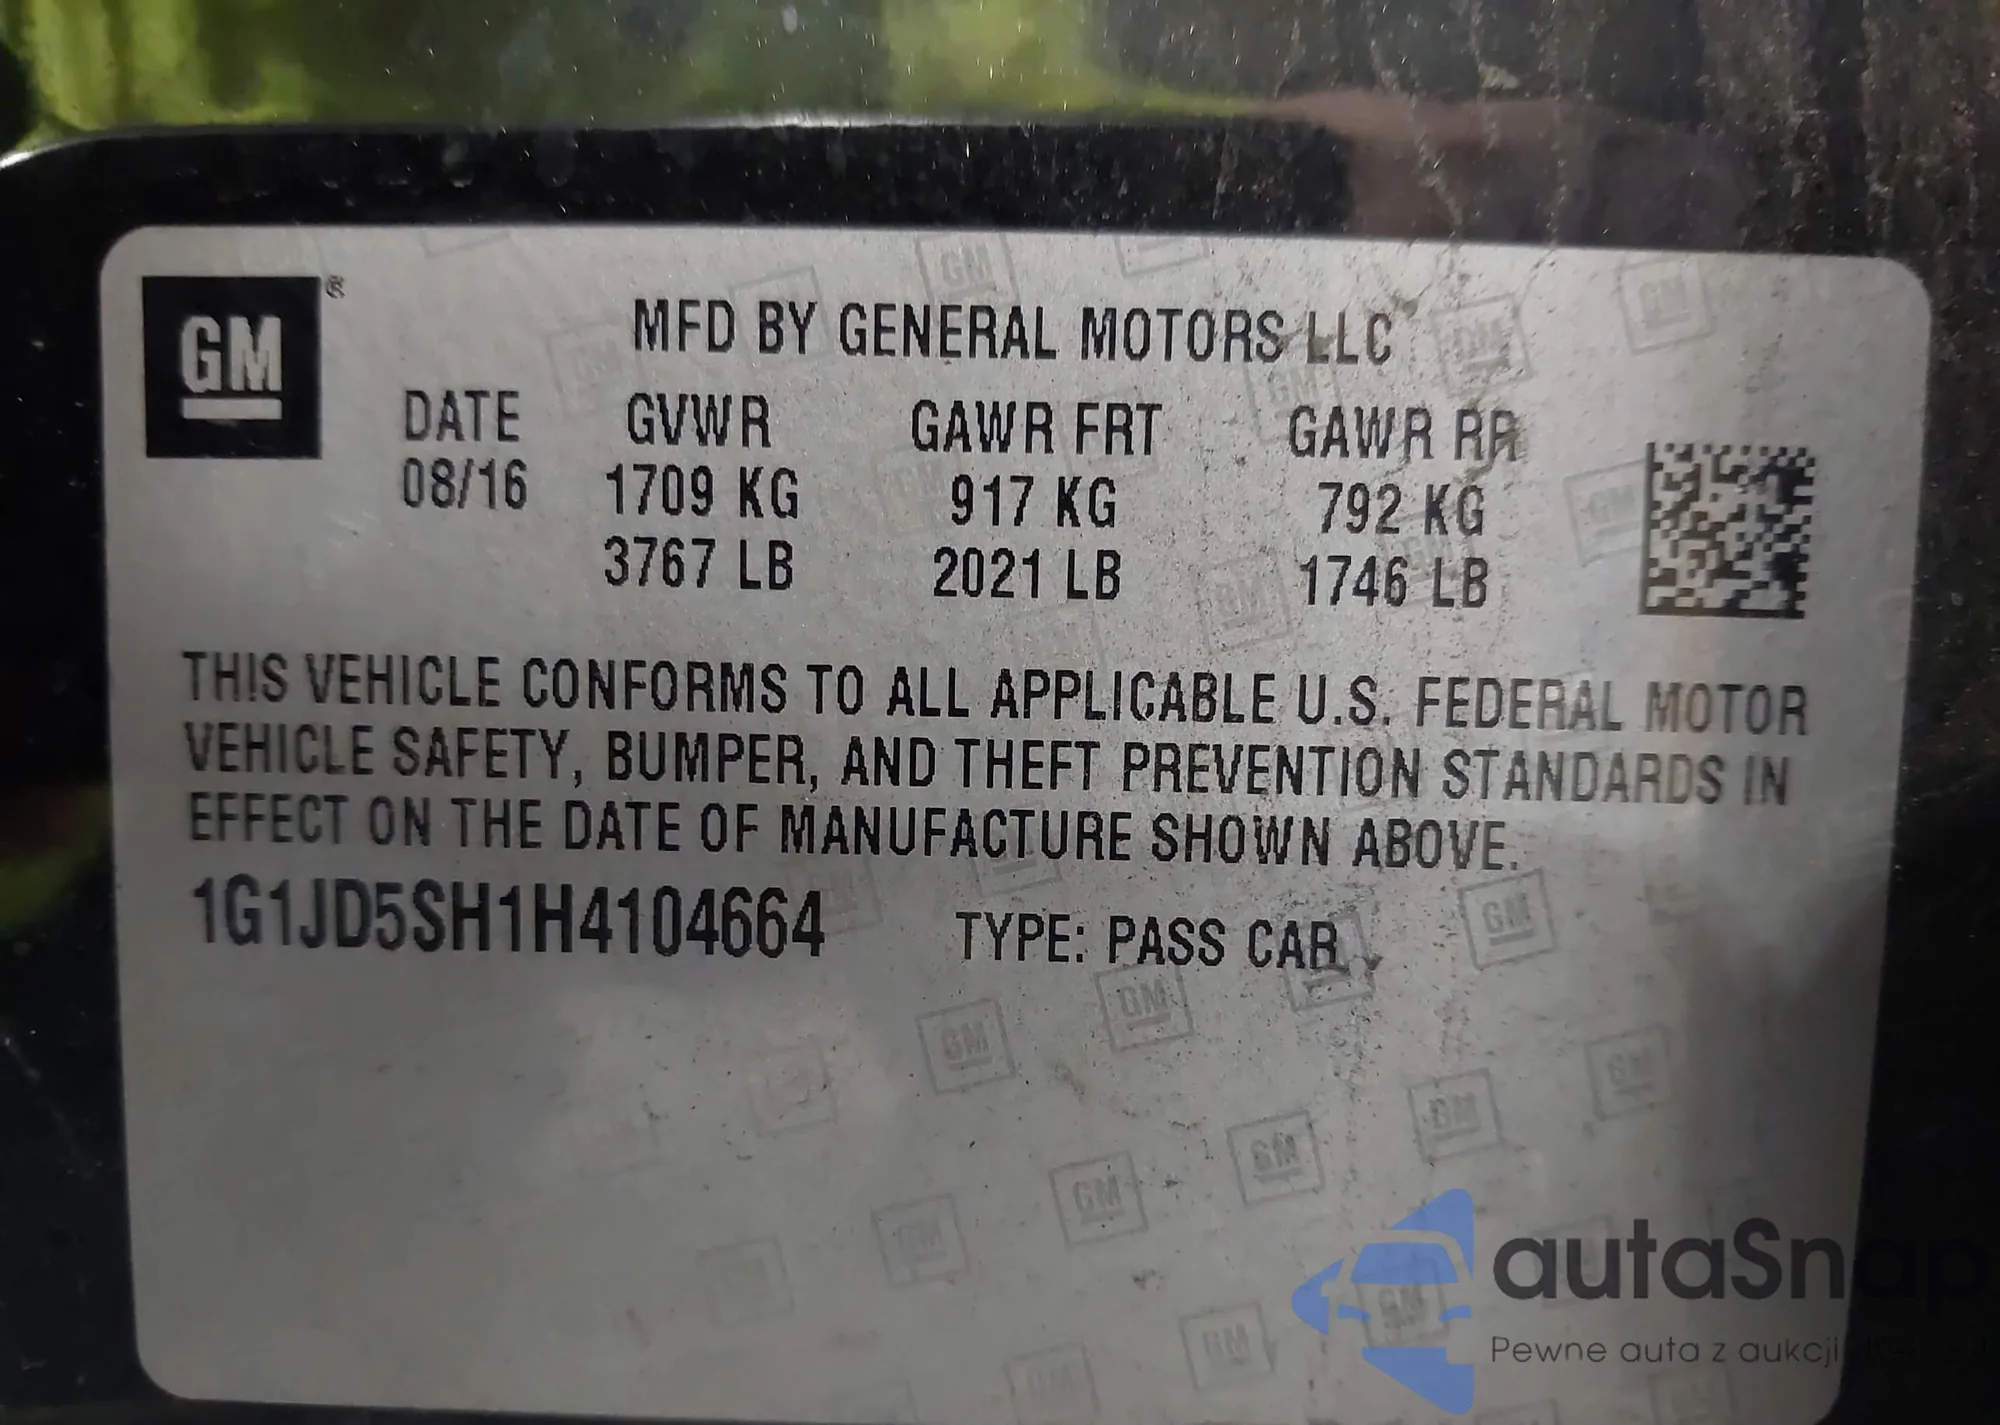 GM ®
MFD BY GENERAL MOTORS LLC
DATE GVWR GAWR FRT GAWR RR
08/16 1709 KG 917 KG 792 KG
3767 LB 2021 LB 1746 LB
THIS VEHICLE CONFORMS TO ALL APPLICABLE U.S. FEDERAL MOTOR
VEHICLE SAFETY, BUMPER, AND THEFT PREVENTION STANDARDS IN
EFFECT ON THE DATE OF MANUFACTURE SHOWN ABOVE.
1G1JD5SH1H4104664 TYPE: PASS CAR
autaSnap
Pewne auta z aukcji